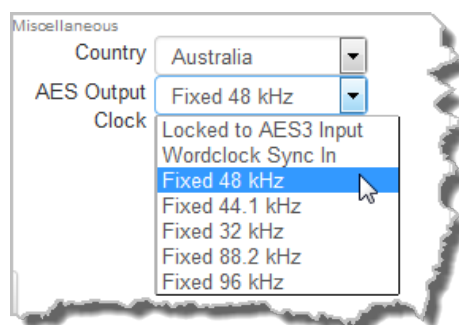 Miscellaneous
Country Australia
AES Output Fixed 48 kHz
Clock
Locked to AES3 Input
Wordclock Sync In
Fixed 48 kHz
Fixed 44.1 kHz
Fixed 32 kHz
Fixed 88.2 kHz
Fixed 96 kHz